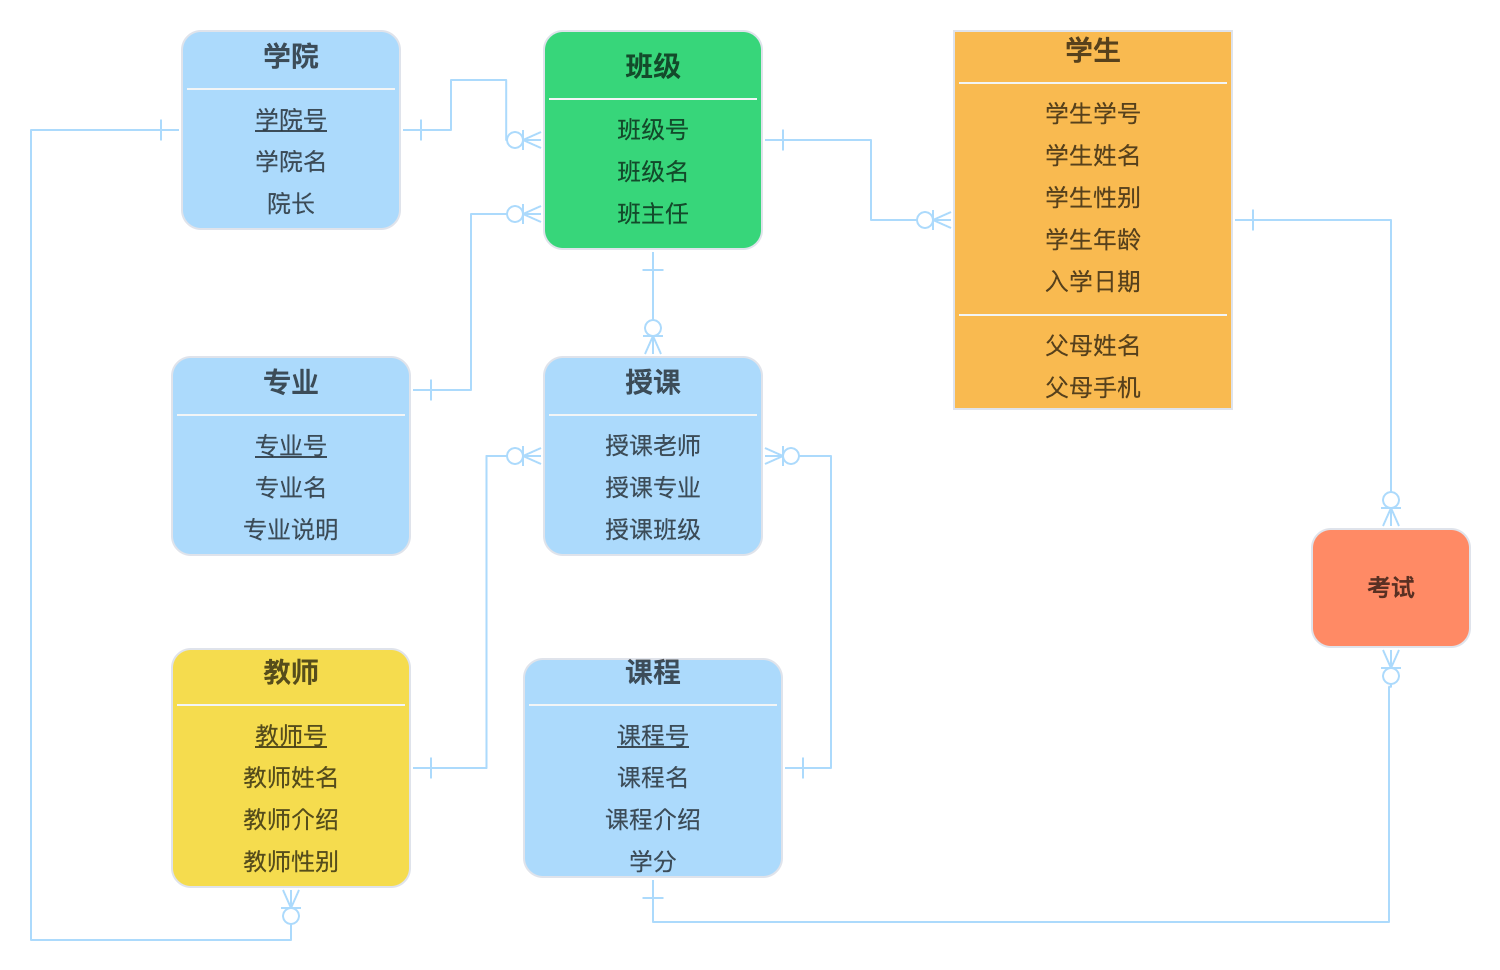 学院
学院号
学院名
院长
班级
班级号
班级名
班主任
学生
学生学号
学生姓名
学生性别
学生年龄
入学日期
父母姓名
父母手机
专业
专业号
专业名
专业说明
授课
授课老师
授课专业
授课班级
考试
教师
教师号
教师姓名
教师介绍
教师性别
课程
课程号
课程名
课程介绍
学分